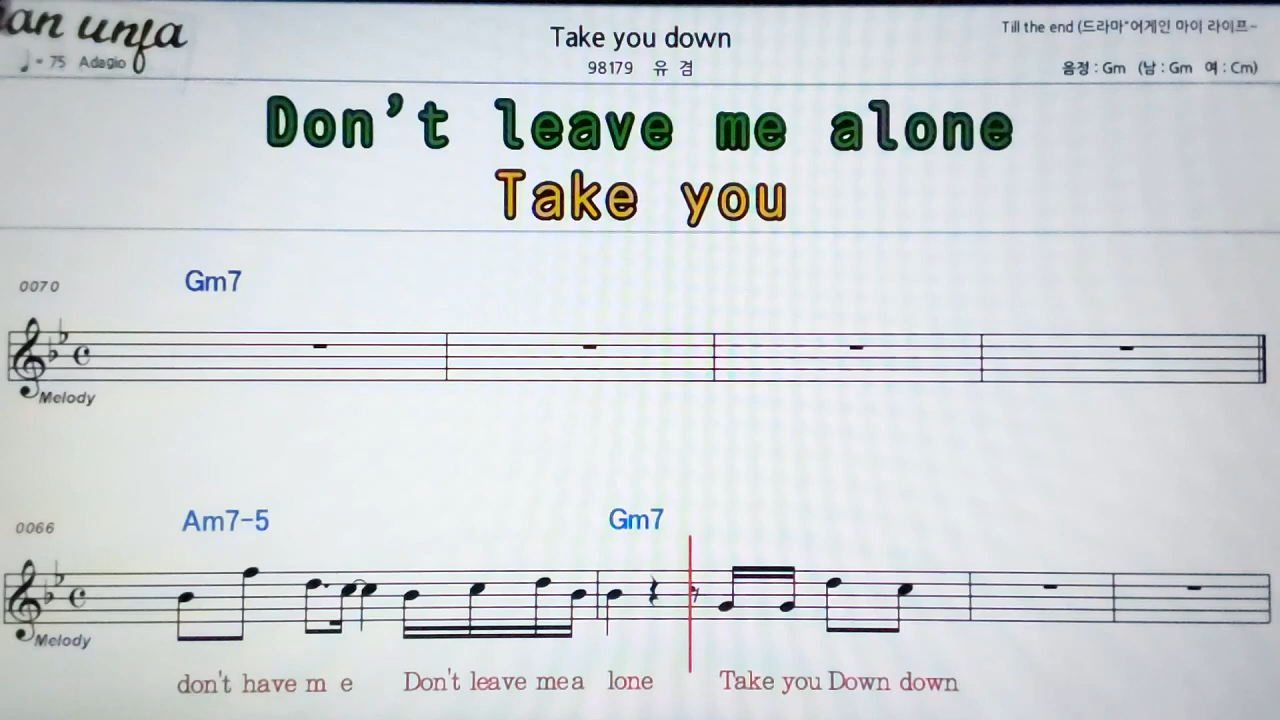 an unfa
♩= 75 Adagio
Take you down
98179 유 겸
Till the end (드라마"어게인 마이 라이프~
음정 : Gm (남 : Gm 여 : Cm)
Don't leave me alone
Take you
0070
Gm7
Melody
0066
Am7-5
Gm7
Melody
don't have m e Don't leave me a lone Take you Down down